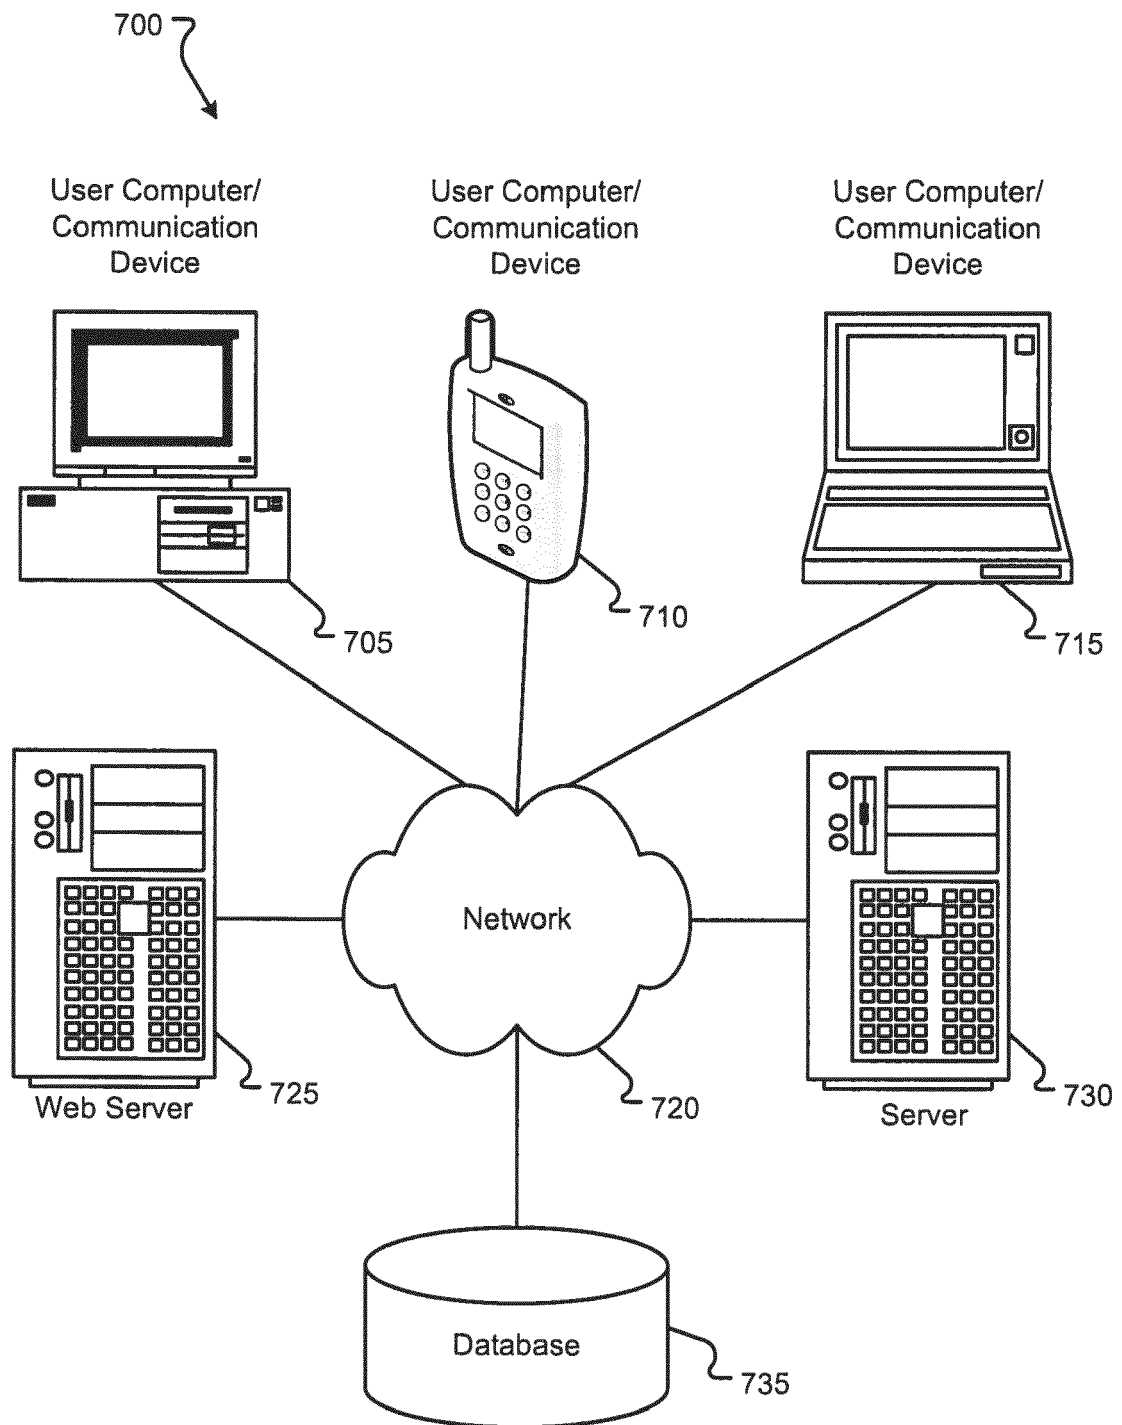 700
User Computer/
Communication
Device
User Computer/
Communication
Device
User Computer/
Communication
Device
705
710
715
Network
725
Web Server
720
730
Server
Database
735